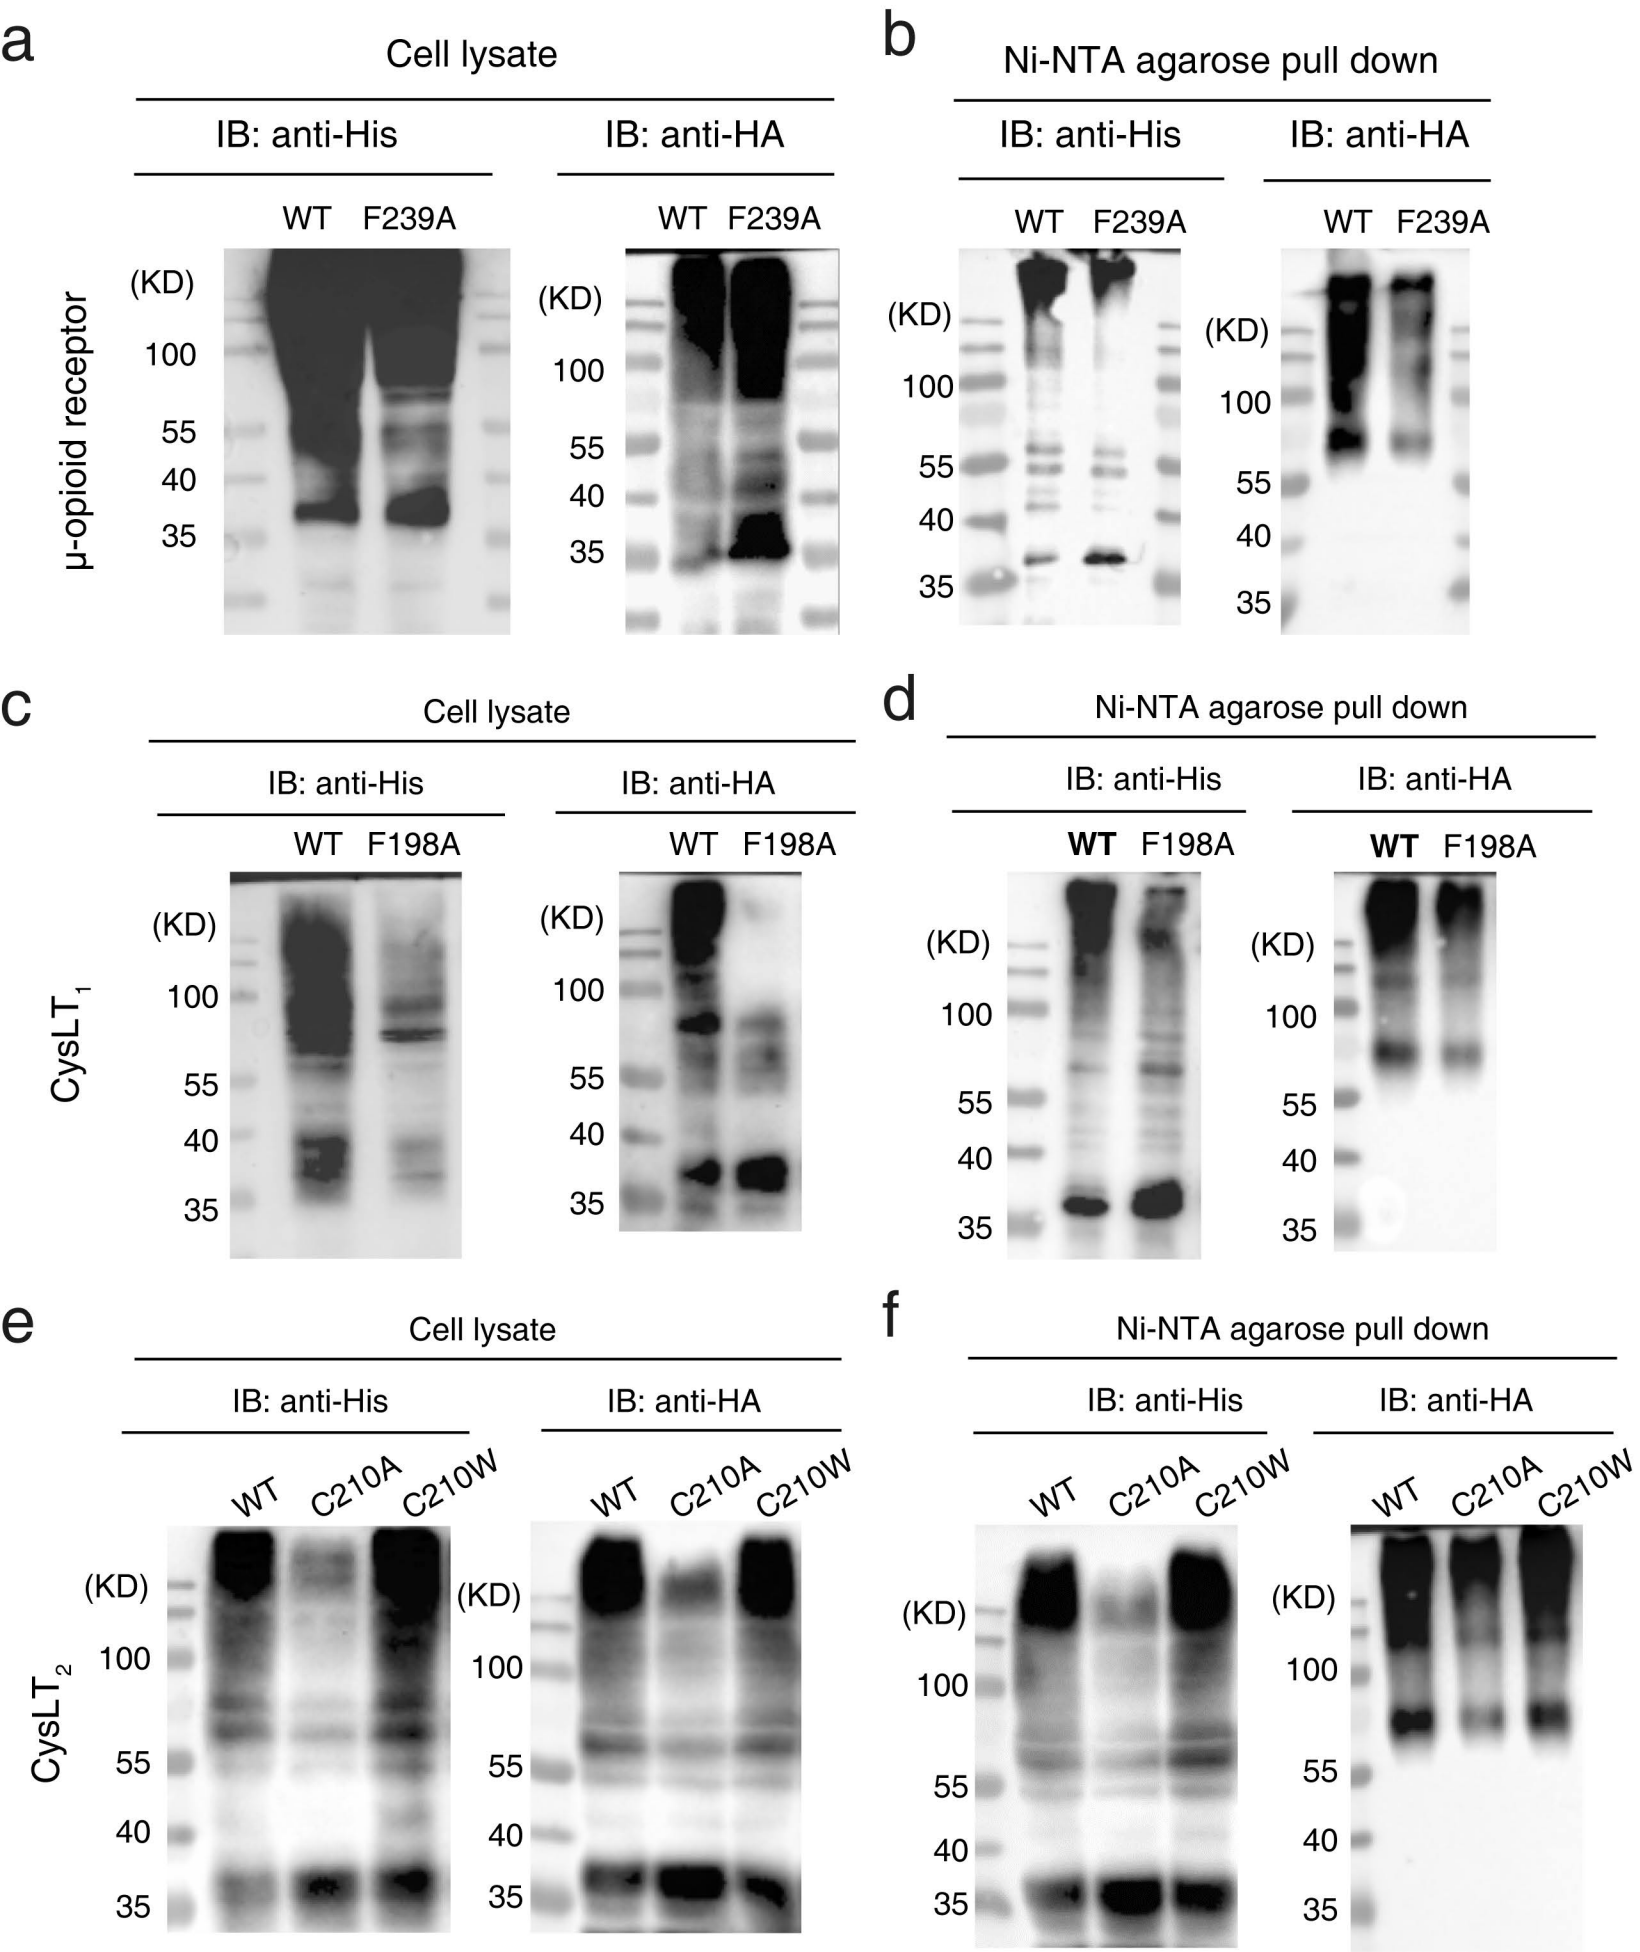 a
Cell lysate
IB: anti-His
IB: anti-HA
WT F239A
WT F239A
(KD)
100
55
40
35
(KD)
100
55
40
35
μ-opioid receptor
b
Ni-NTA agarose pull down
IB: anti-His
IB: anti-HA
WT F239A
WT F239A
(KD)
100
55
40
35
(KD)
100
55
40
35
c
Cell lysate
IB: anti-His
IB: anti-HA
WT F198A
WT F198A
(KD)
100
55
40
35
(KD)
100
55
40
35
CysLT1
d
Ni-NTA agarose pull down
IB: anti-His
IB: anti-HA
WT F198A
WT F198A
(KD)
100
55
40
35
(KD)
100
55
40
35
e
Cell lysate
IB: anti-His
IB: anti-HA
WT C210A C210W
WT C210A C210W
(KD)
100
55
40
35
(KD)
100
55
40
35
CysLT2
f
Ni-NTA agarose pull down
IB: anti-His
IB: anti-HA
WT C210A C210W
WT C210A C210W
(KD)
100
55
40
35
(KD)
100
55
40
35